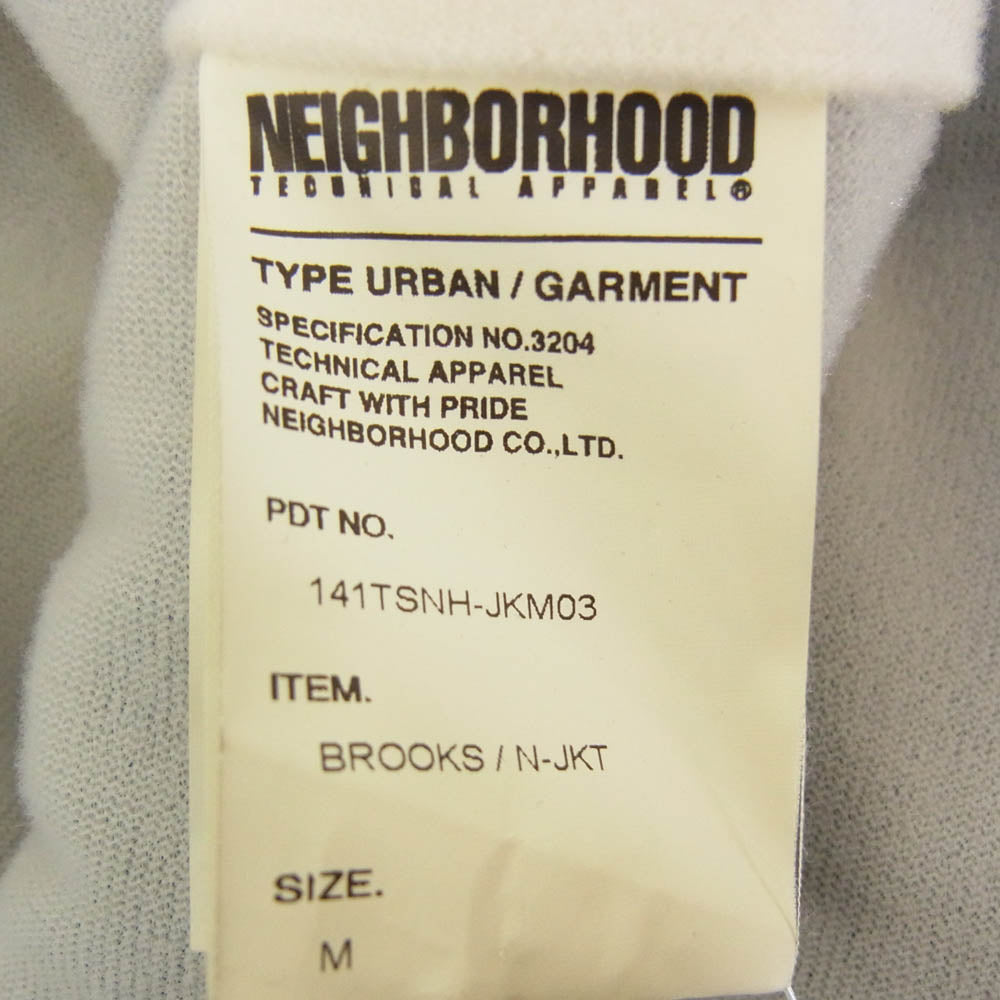 NEIGHBORHOOD
TECHNICAL APPAREL®
TYPE URBAN / GARMENT
SPECIFICATION NO.3204
TECHNICAL APPAREL
CRAFT WITH PRIDE
NEIGHBORHOOD CO.,LTD.
PDT NO.
141TSNH-JKM03
ITEM.
BROOKS / N-JKT
SIZE.
M